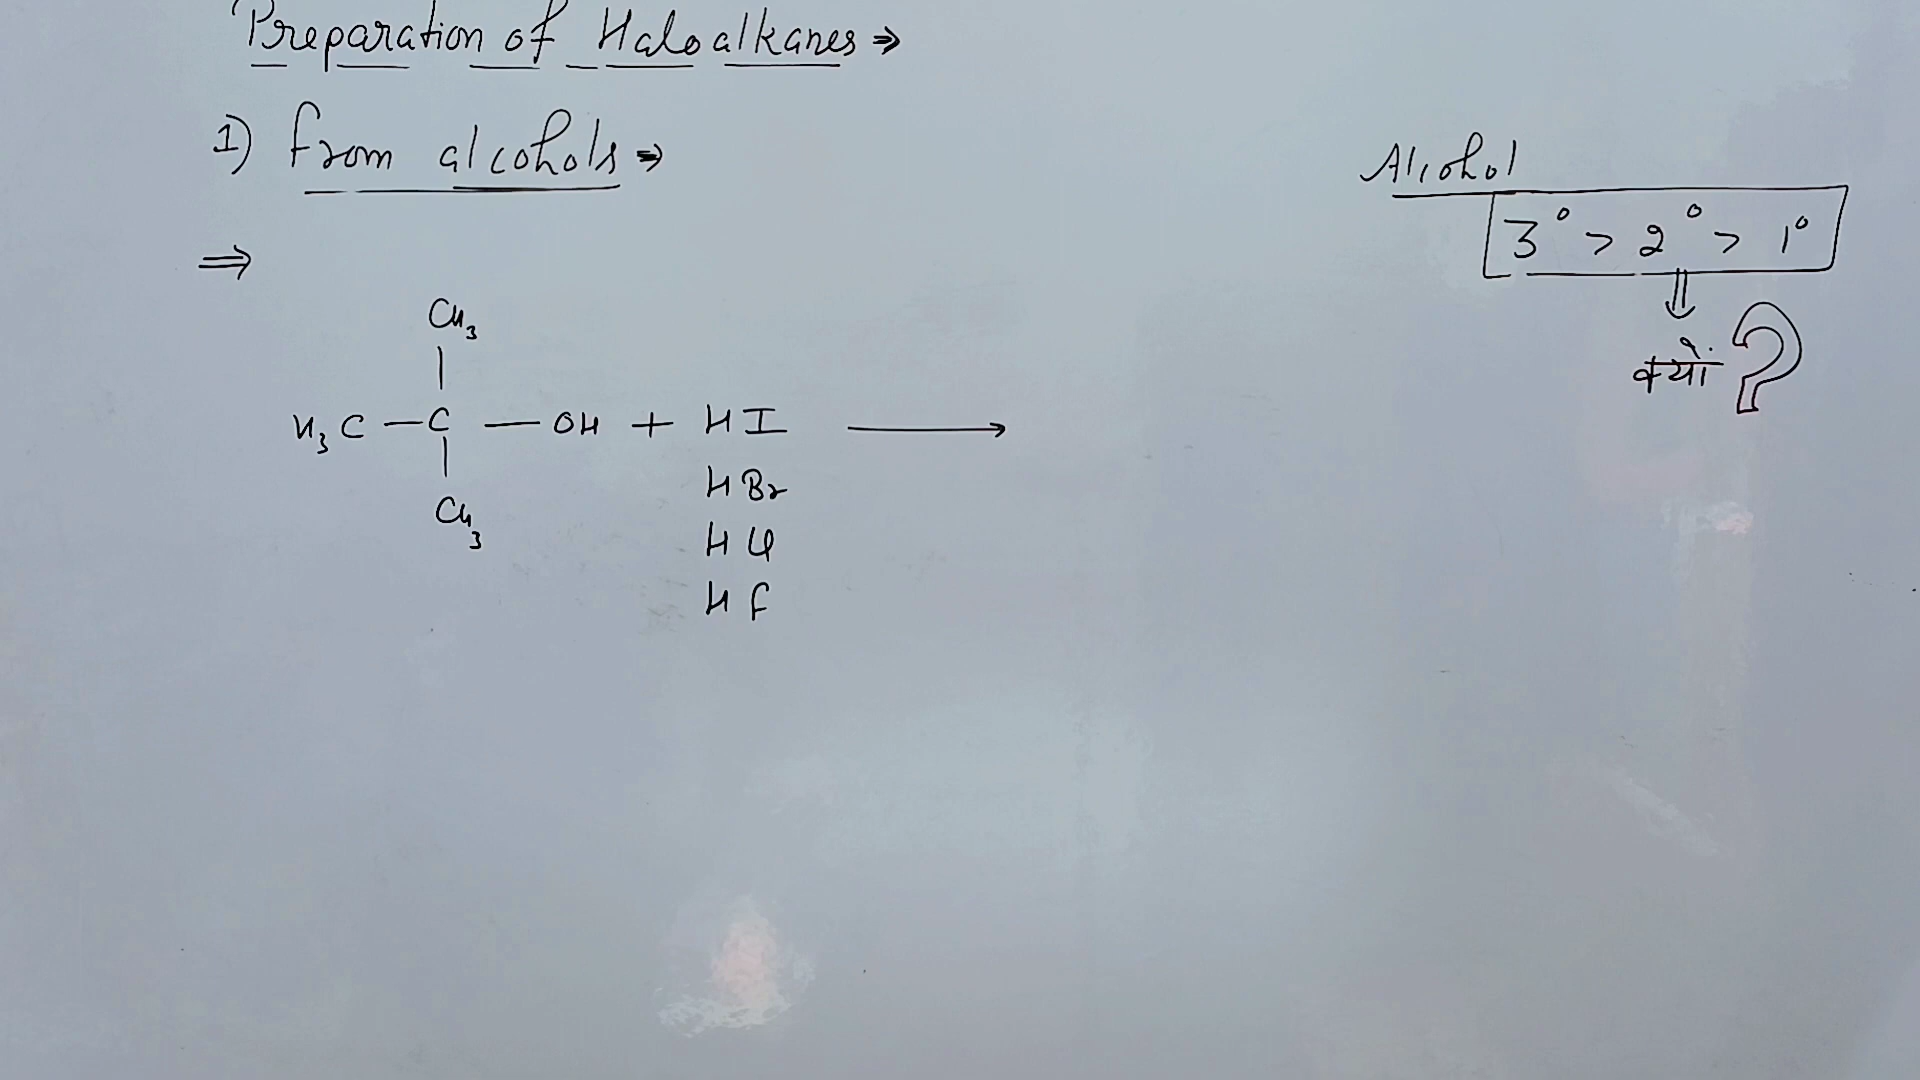 Preparation of Haloalkanes ⇒
1) from alcohols ⇒
Alcohol
3° > 2° > 1°
⇒
⇓
क्यों ?
CH₃
|
H₃C — C — OH + HI ⟶
|
HBr
CH₃
HCl
HF